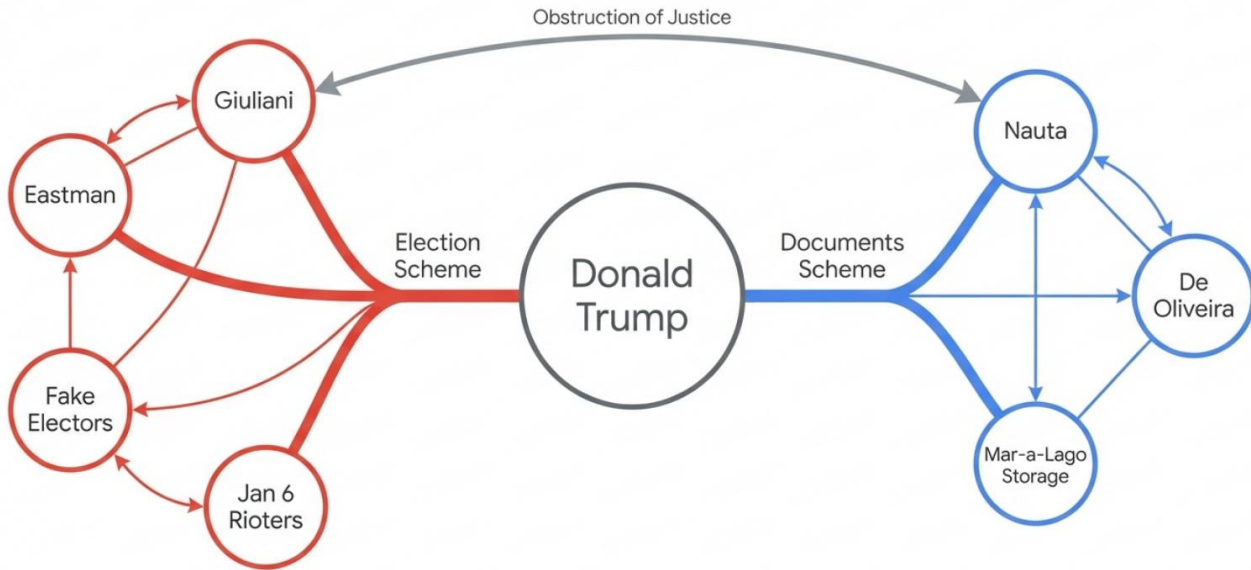 Obstruction of Justice
Giuliani
Eastman
Fake
Electors
Jan 6
Rioters
Election
Scheme
Donald
Trump
Documents
Scheme
Nauta
De
Oliveira
Mar-a-Lago
Storage